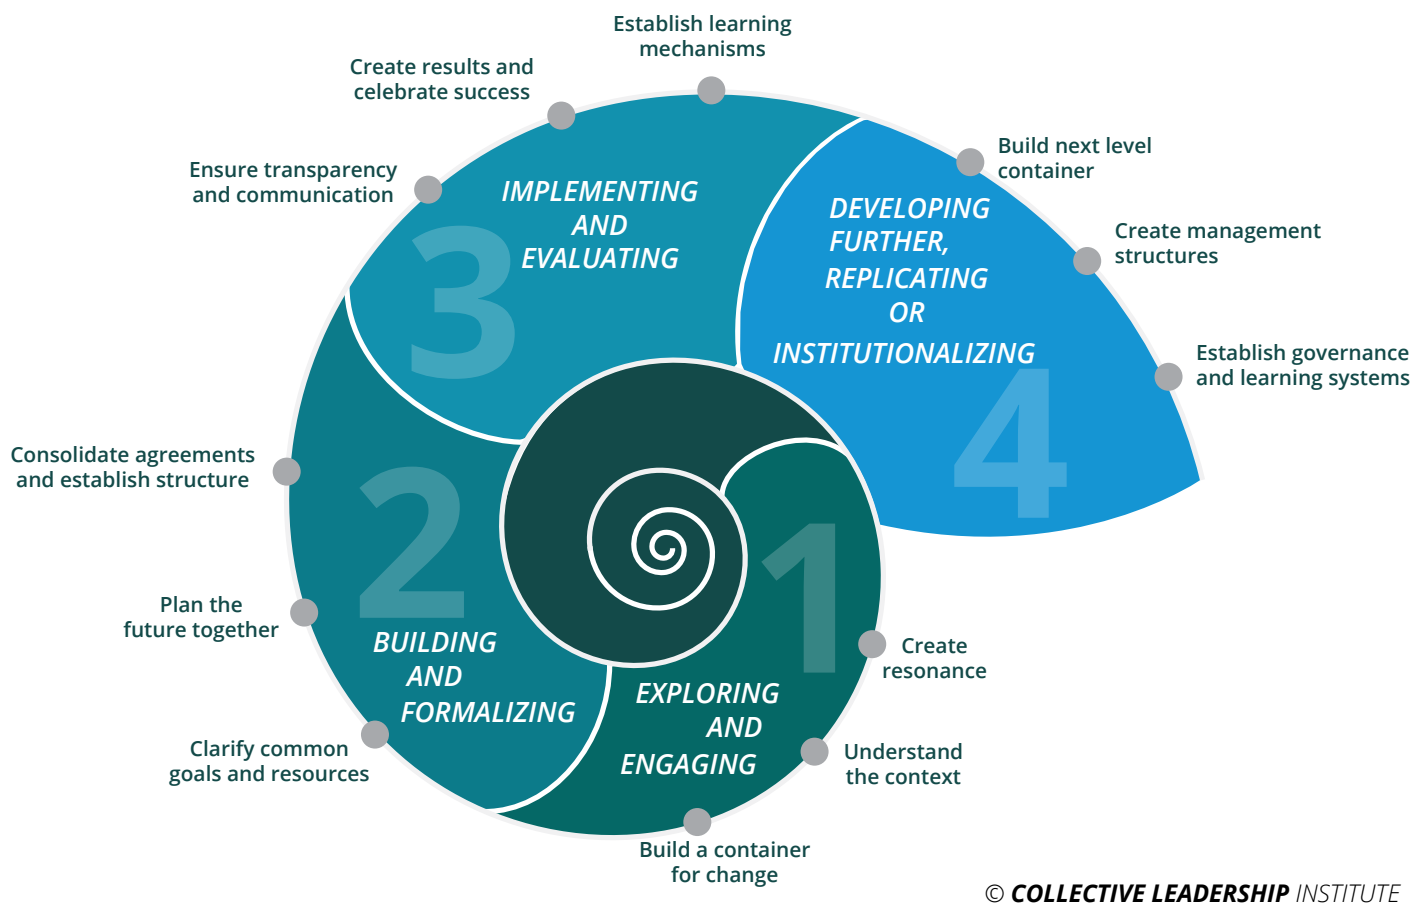 Establish learning
mechanisms
Create results and
celebrate success
Ensure transparency
and communication
IMPLEMENTING
AND
EVALUATING
3
Build next level
container
Create management
structures
Establish governance
and learning systems
DEVELOPING
FURTHER,
REPLICATING
OR
INSTITUTIONALIZING
4
Consolidate agreements
and establish structure
Plan the
future together
Clarify common
goals and resources
2
BUILDING
AND
FORMALIZING
1
EXPLORING
AND
ENGAGING
Create
resonance
Understand
the context
Build a container
for change
© COLLECTIVE LEADERSHIP INSTITUTE